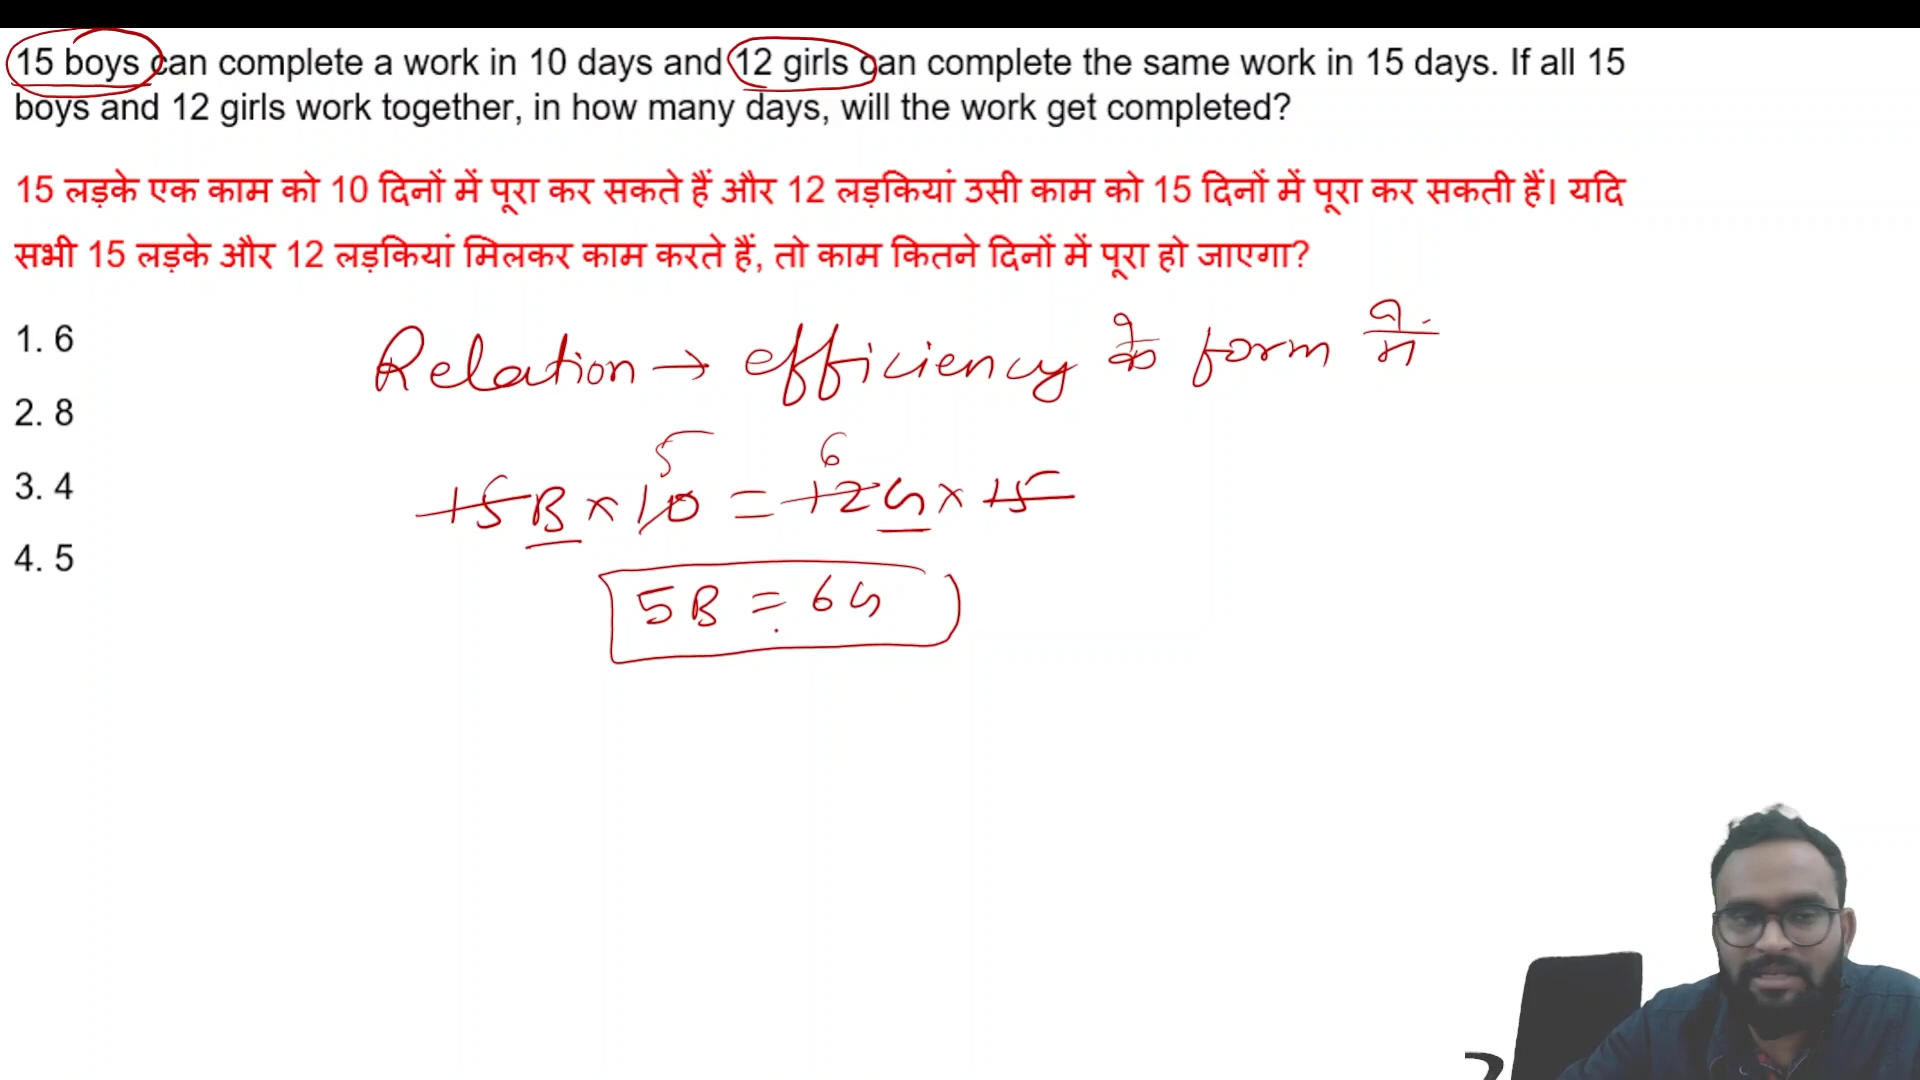 15 boys can complete a work in 10 days and 12 girls can complete the same work in 15 days. If all 15
boys and 12 girls work together, in how many days, will the work get completed?
15 लड़के एक काम को 10 दिनों में पूरा कर सकते हैं और 12 लड़कियां उसी काम को 15 दिनों में पूरा कर सकती हैं। यदि
सभी 15 लड़के और 12 लड़कियां मिलकर काम करते हैं, तो काम कितने दिनों में पूरा हो जाएगा?
1. 6
2. 8
3. 4
4. 5
Relation → efficiency के form में
5 6
15B × 10 = 12G × 15
5B = 6G